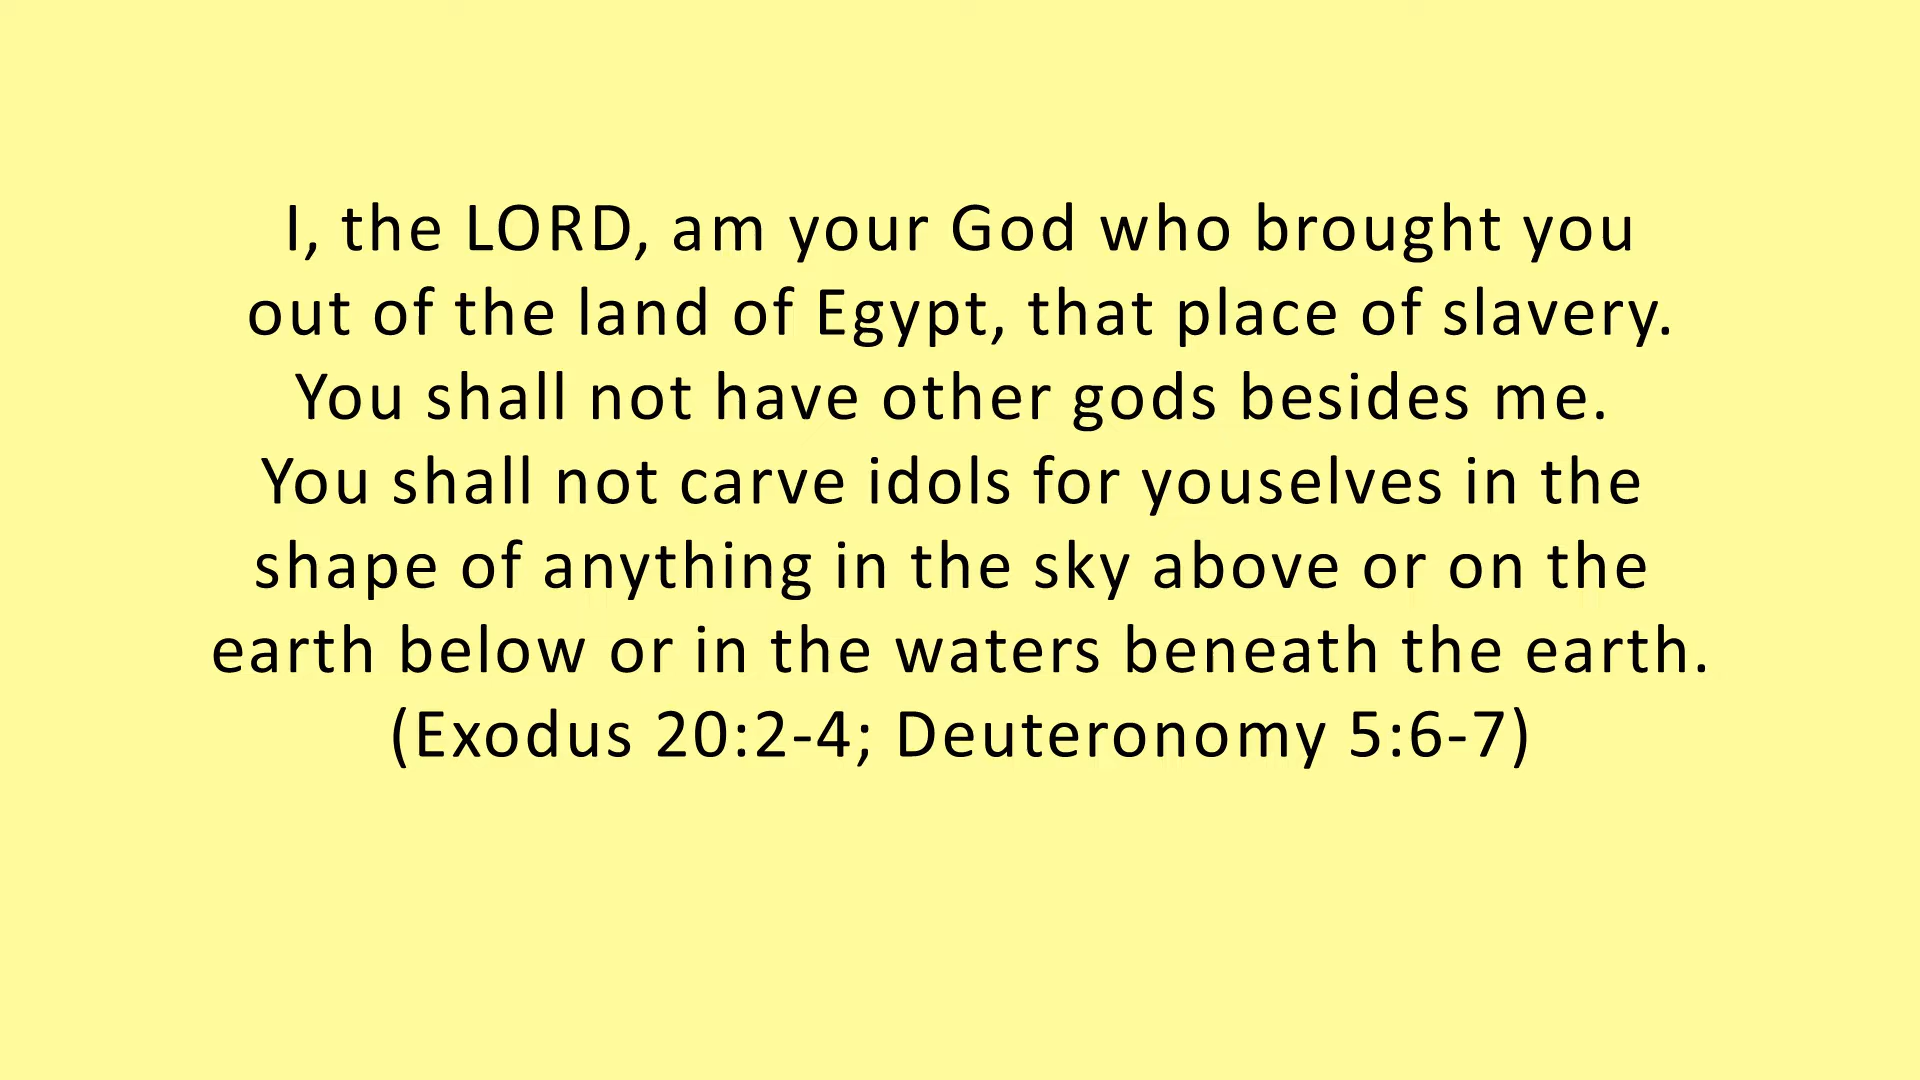 I, the LORD, am your God who brought you
out of the land of Egypt, that place of slavery.
You shall not have other gods besides me.
You shall not carve idols for youselves in the
shape of anything in the sky above or on the
earth below or in the waters beneath the earth.
(Exodus 20:2-4; Deuteronomy 5:6-7)